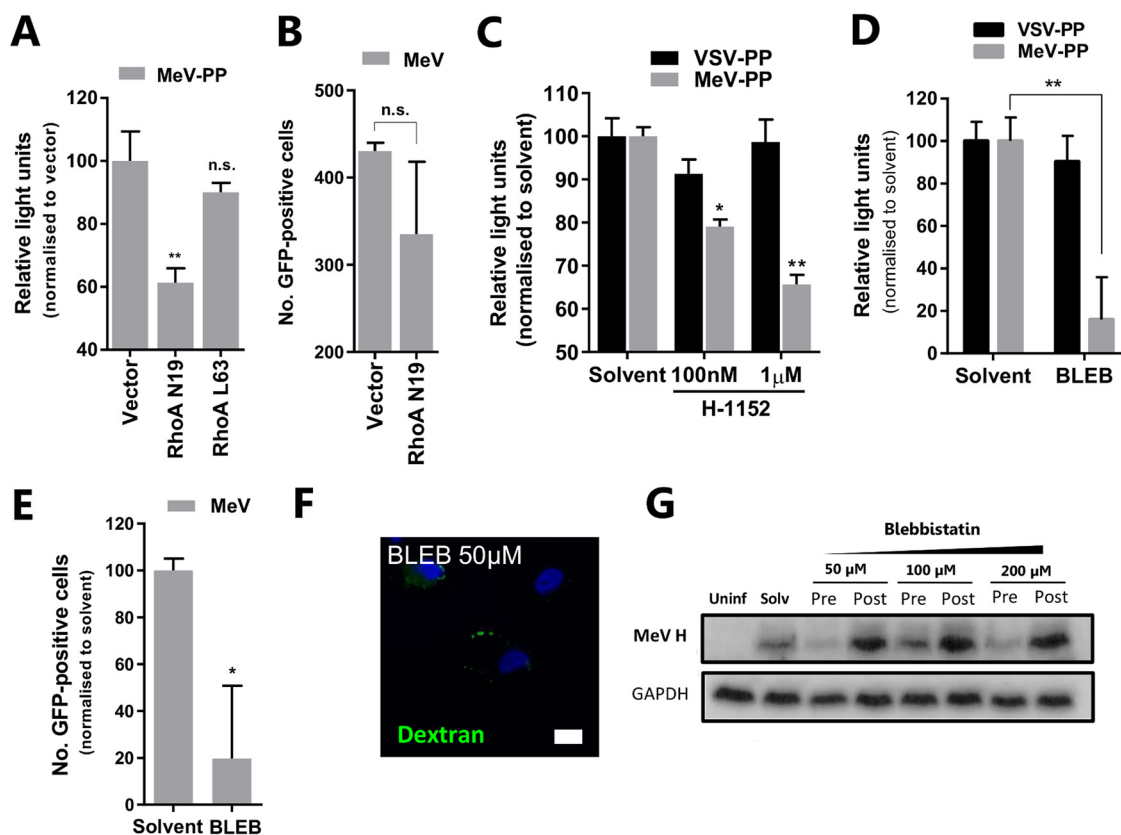 A
MeV-PP
Relative light units
(normalised to vector)
100
80
60
40
**
n.s.
Vector
RhoA N19
RhoA L63
B
MeV
No. GFP-positive cells
500
400
300
200
n.s.
Vector
RhoA N19
C
VSV-PP
MeV-PP
Relative light units
(normalised to solvent)
110
100
90
80
70
60
50
*
**
Solvent 100nM 1μM
H-1152
D
VSV-PP
MeV-PP
Relative light units
(normalised to solvent)
120
100
80
60
40
20
0
**
Solvent BLEB
E
MeV
No. GFP-positive cells
(normalised to solvent)
120
100
80
60
40
20
0
*
Solvent BLEB
F
BLEB 50μM
Dextran
G
Blebbistatin
50 μM 100 μM 200 μM
Uninf Solv Pre Post Pre Post Pre Post
MeV H
GAPDH